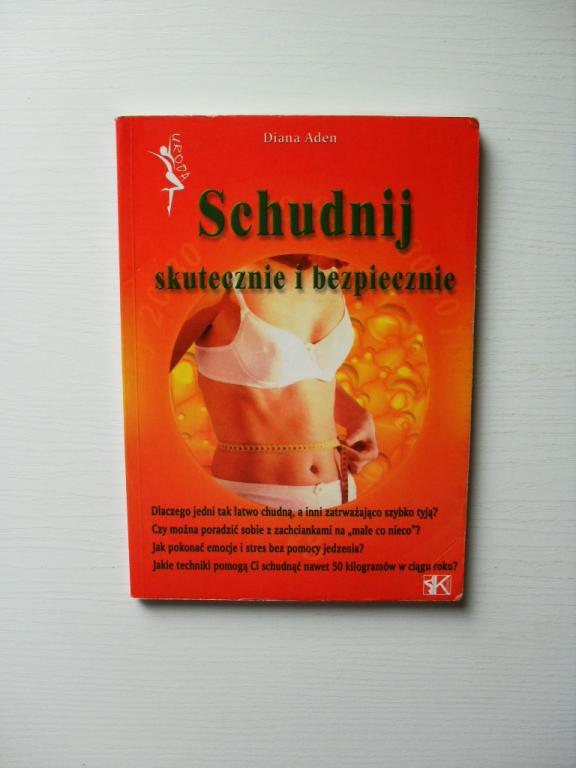 Diana Aden
URODA
Schudnij
skutecznie i bezpiecznie
Dlaczego jedni tak łatwo chudną, a inni zatrważająco szybko tyją?
Czy można poradzić sobie z zachciankami na „małe co nieco"?
Jak pokonać emocje i stres bez pomocy jedzenia?
Jakie techniki pomogą Ci schudnąć nawet 50 kilogramów w ciągu roku?